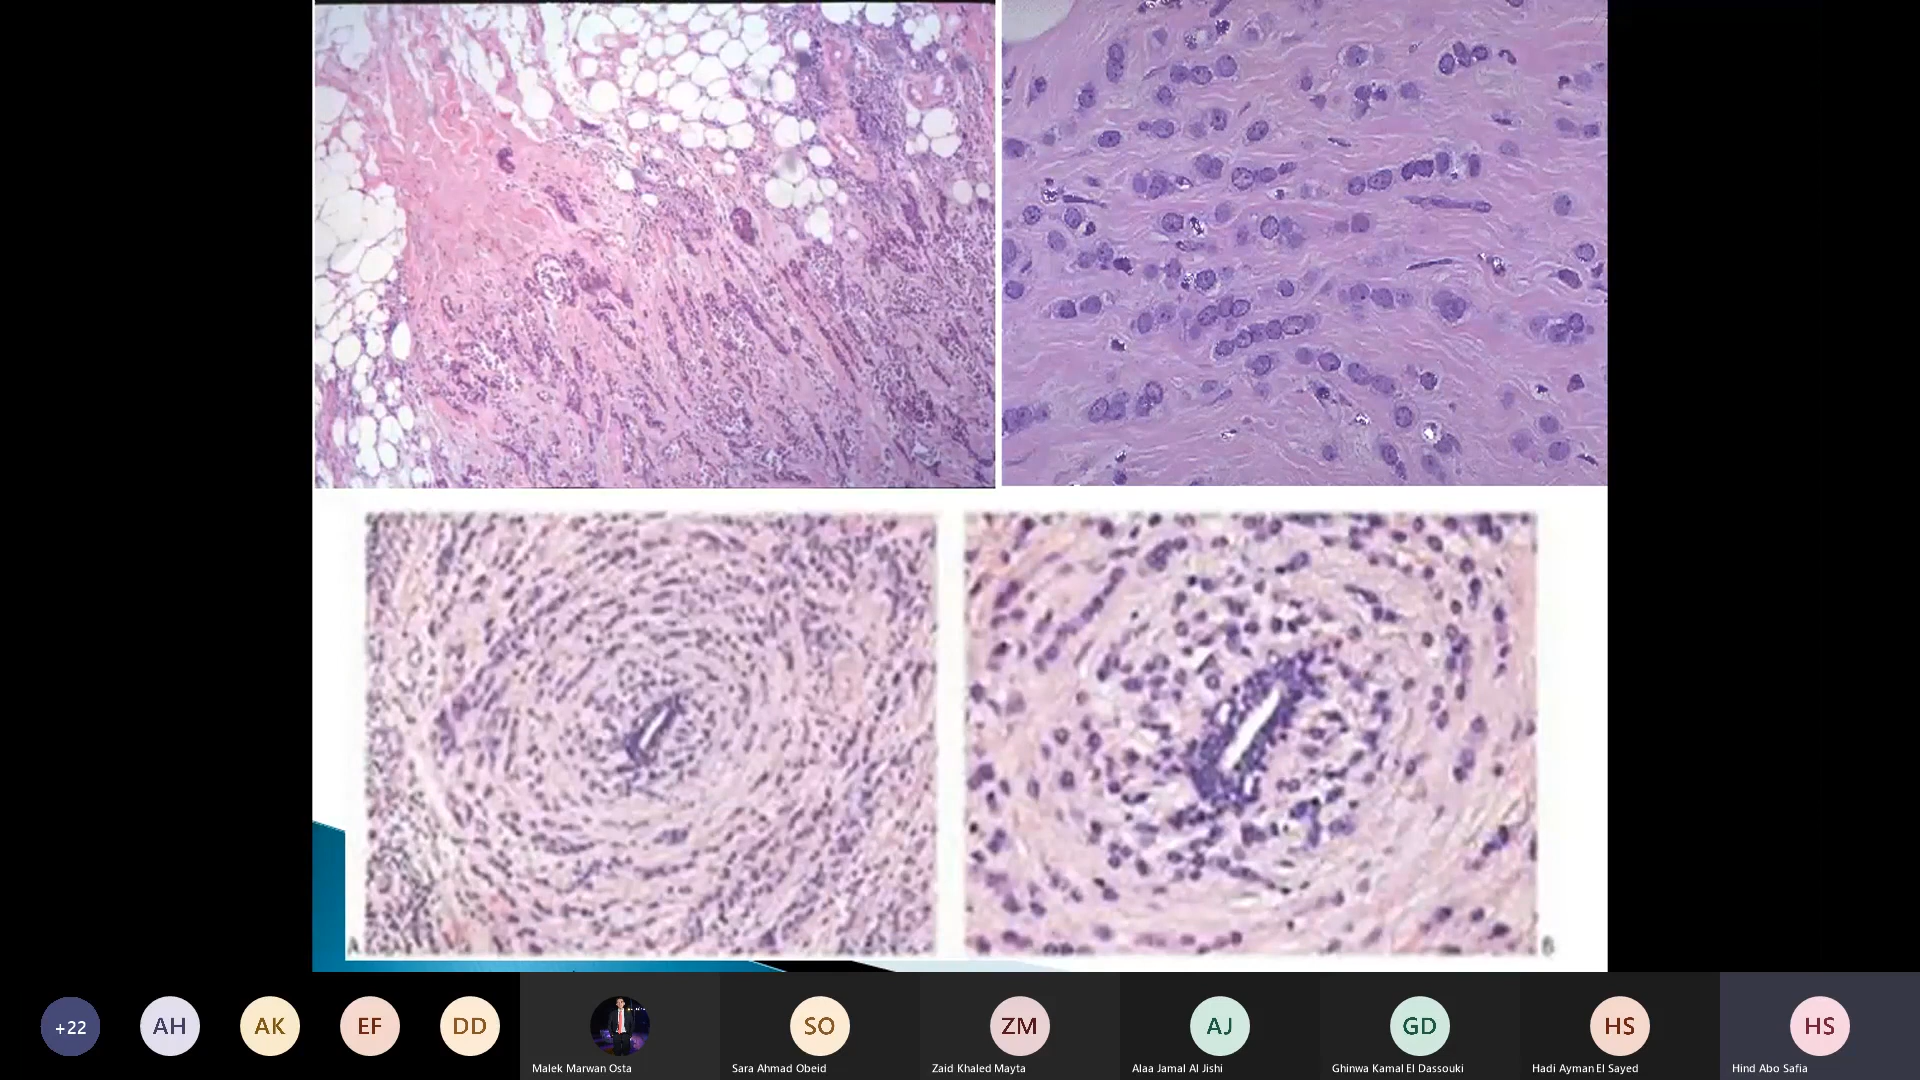 A
B
+22
AH
AK
EF
DD
SO
ZM
AJ
GD
HS
HS
Malek Marwan Osta
Sara Ahmad Obeid
Zaid Khaled Mayta
Alaa Jamal Al Jishi
Ghinwa Kamal El Dassouki
Hadi Ayman El Sayed
Hind Abo Safia